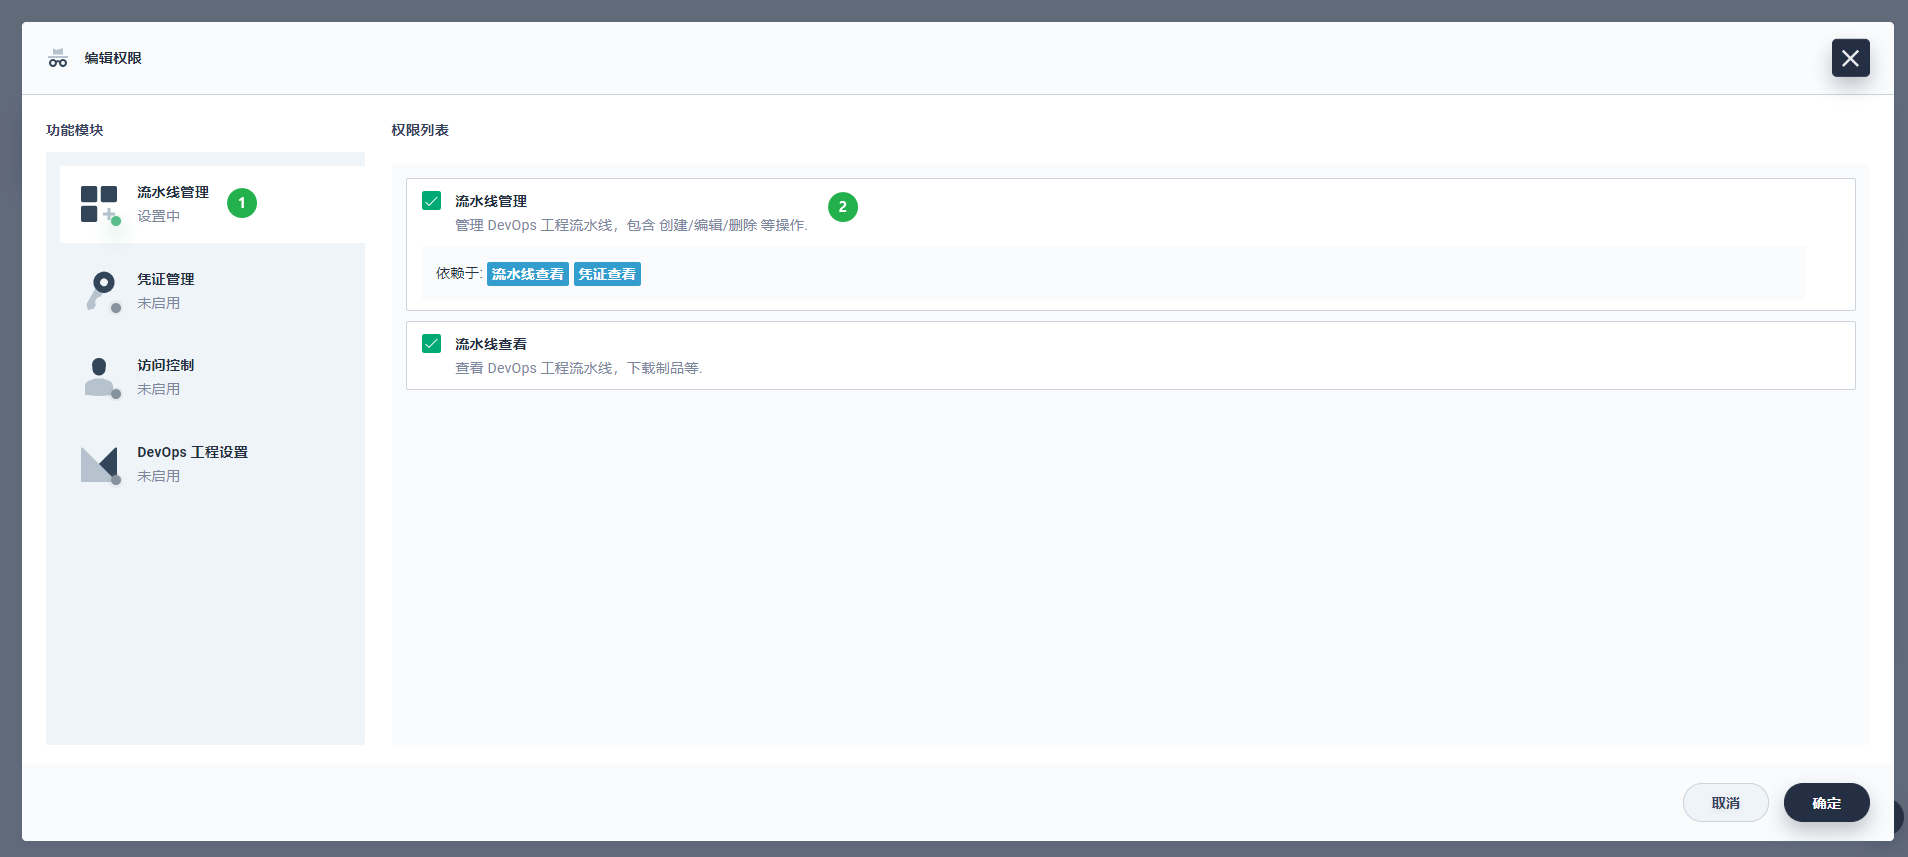 编辑权限
功能模块
流水线管理
设置中
1
凭证管理
未启用
访问控制
未启用
DevOps 工程设置
未启用
权限列表
流水线管理
2
管理 DevOps 工程流水线，包含 创建/编辑/删除 等操作.
依赖于: 流水线查看 凭证查看
流水线查看
查看 DevOps 工程流水线，下载制品等.
取消
确定